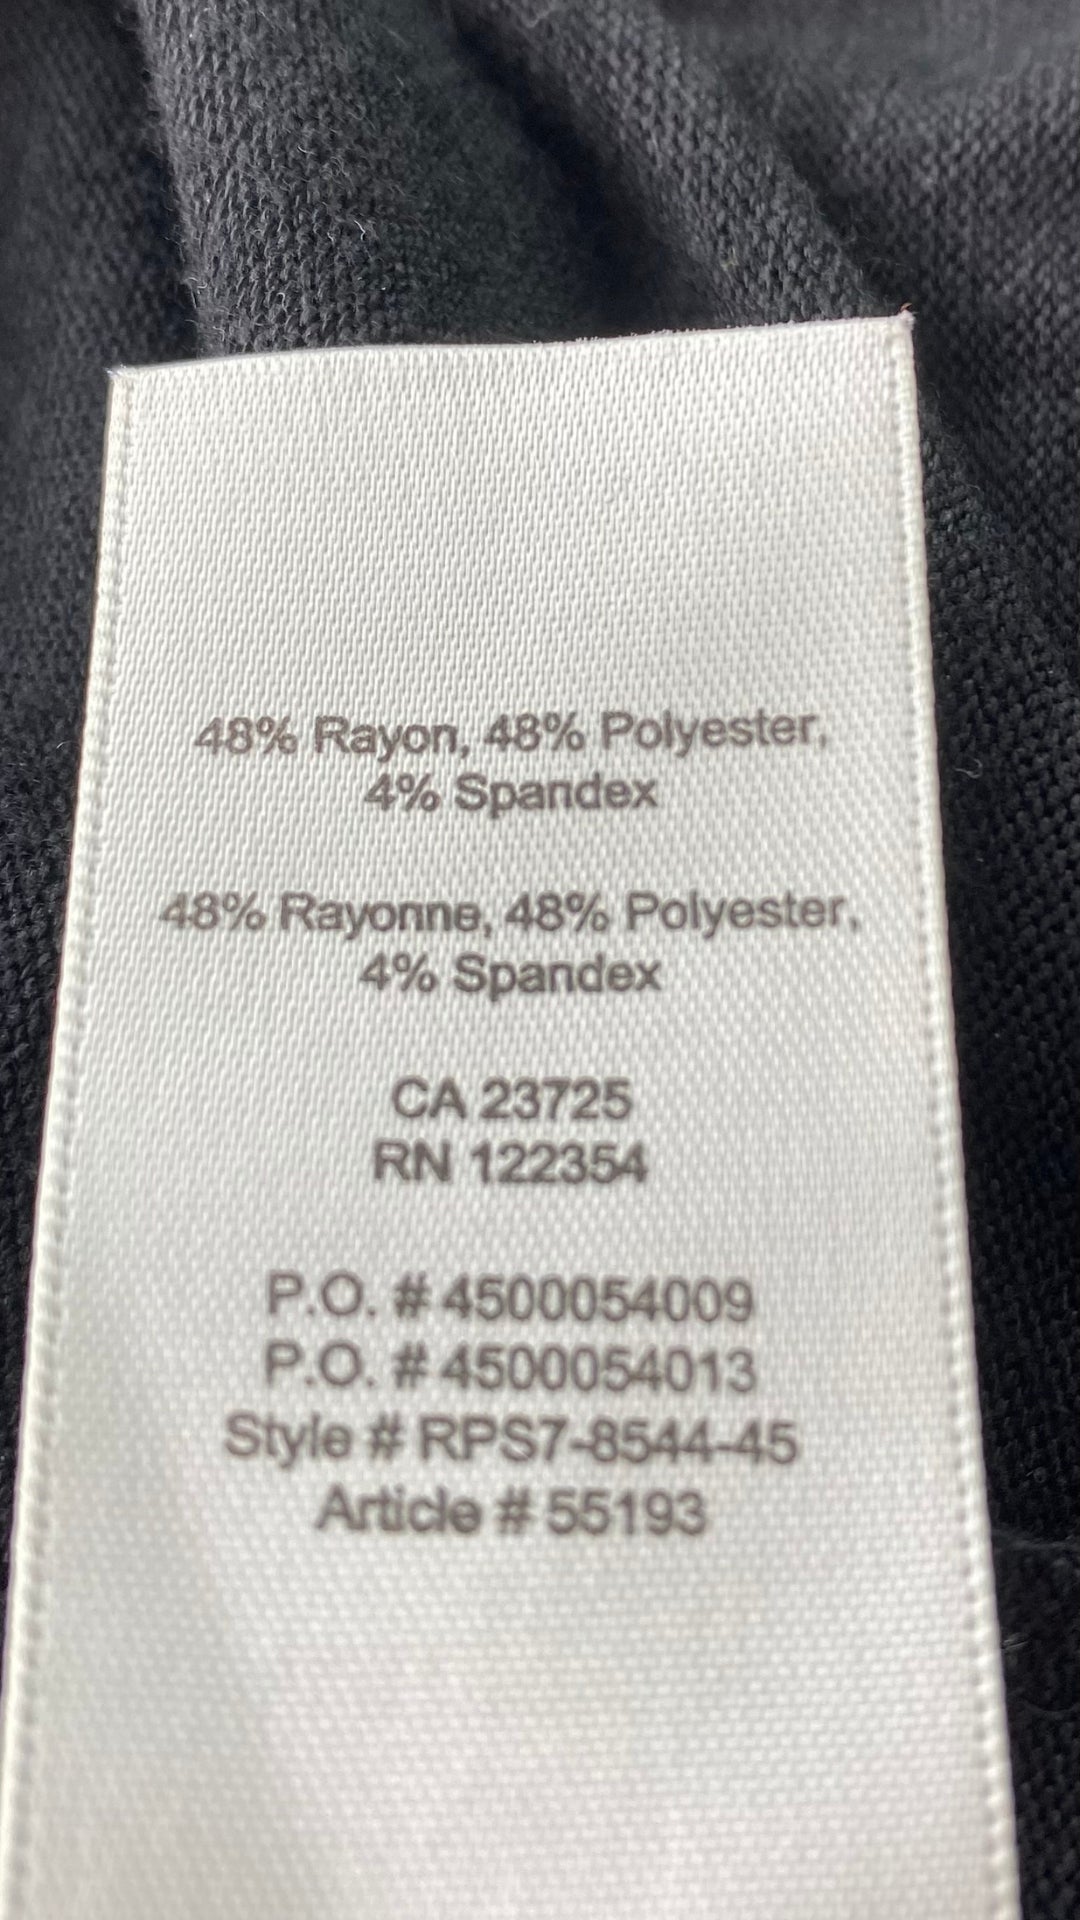 48% Rayon, 48% Polyester,
4% Spandex
48% Rayonne, 48% Polyester,
4% Spandex
CA 23725
RN 122354
P.O. # 4500054009
P.O. # 4500054013
Style # RPS7-8544-45
Article # 55193